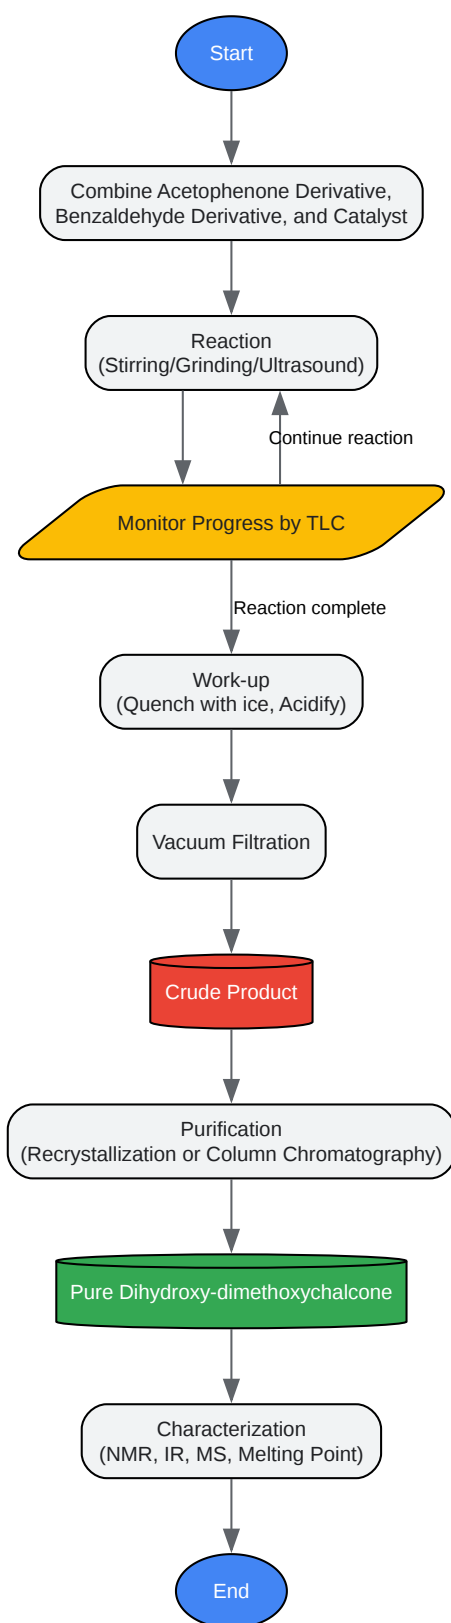 Start
Combine Acetophenone Derivative,
Benzaldehyde Derivative, and Catalyst
Reaction
(Stirring/Grinding/Ultrasound)
Continue reaction
Monitor Progress by TLC
Reaction complete
Work-up
(Quench with ice, Acidify)
Vacuum Filtration
Crude Product
Purification
(Recrystallization or Column Chromatography)
Pure Dihydroxy-dimethoxychalcone
Characterization
(NMR, IR, MS, Melting Point)
End